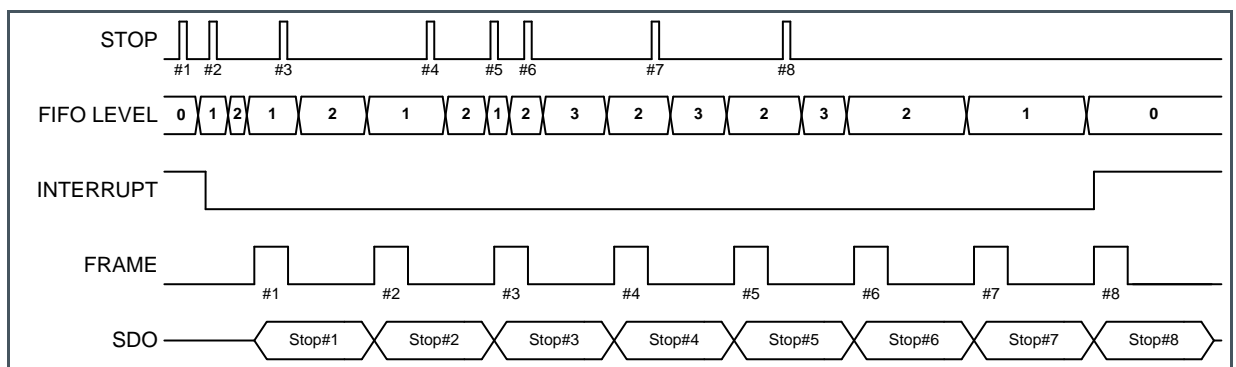 STOP
#1 #2 #3 #4 #5 #6 #7 #8
FIFO LEVEL 0 1 2 1 2 1 2 1 2 3 2 3 2 3 2 1 0
INTERRUPT
FRAME
#1 #2 #3 #4 #5 #6 #7 #8
SDO Stop#1 Stop#2 Stop#3 Stop#4 Stop#5 Stop#6 Stop#7 Stop#8